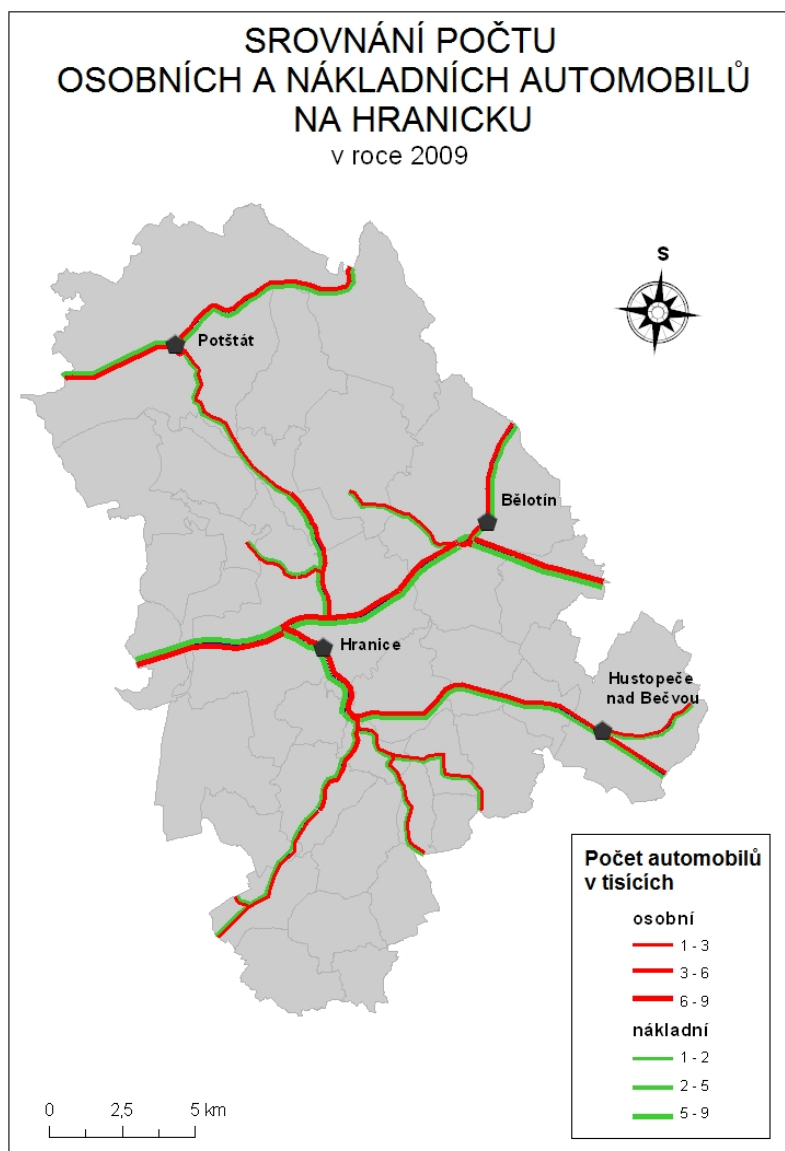 SROVNÁNÍ POČTU
OSOBNÍCH A NÁKLADNÍCH AUTOMOBILŮ
NA HRANICKU
v roce 2009
S
Potštát
Bělotín
Hranice
Hustopeče
nad Bečvou
Počet automobilů
v tisících
osobní
1 - 3
3 - 6
6 - 9
nákladní
1 - 2
2 - 5
5 - 9
0 2,5 5 km